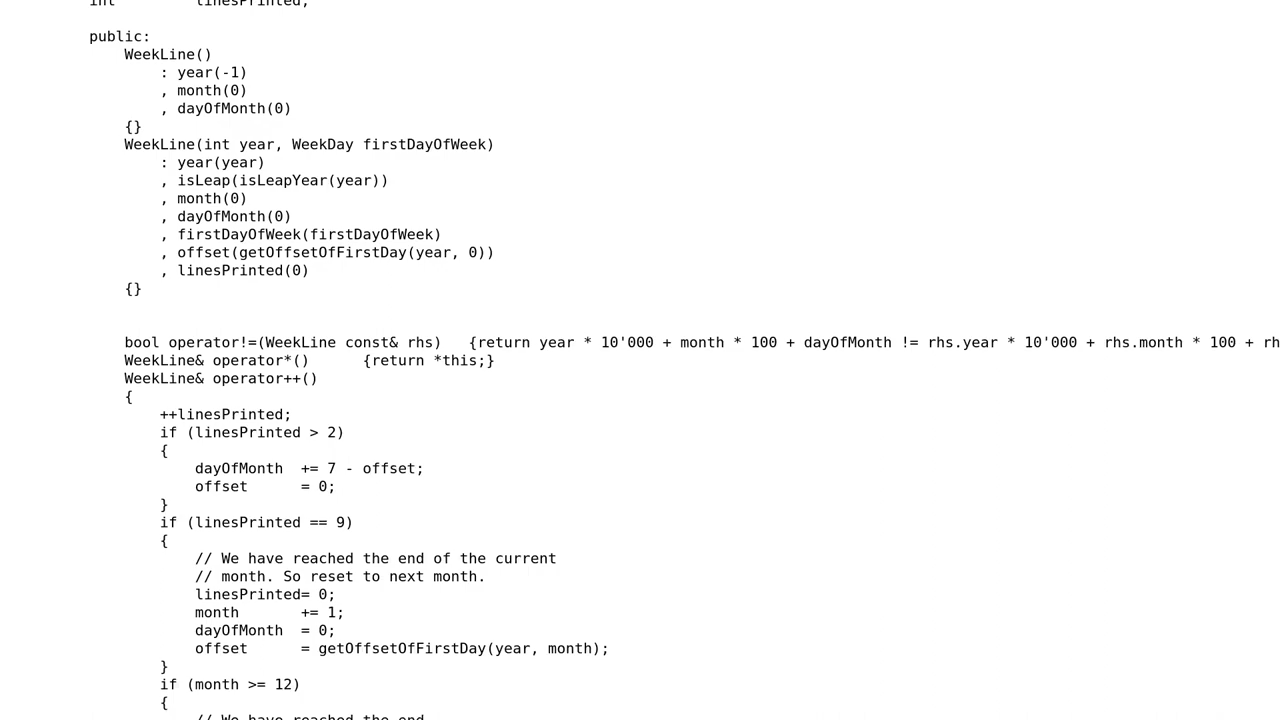 int         linesPrinted;
public:
    WeekLine()
        : year(-1)
        , month(0)
        , dayOfMonth(0)
    {}
    WeekLine(int year, WeekDay firstDayOfWeek)
        : year(year)
        , isLeap(isLeapYear(year))
        , month(0)
        , dayOfMonth(0)
        , firstDayOfWeek(firstDayOfWeek)
        , offset(getOffsetOfFirstDay(year, 0))
        , linesPrinted(0)
    {}
    bool operator!=(WeekLine const& rhs)   {return year * 10'000 + month * 100 + dayOfMonth != rhs.year * 10'000 + rhs.month * 100 + rh
    WeekLine& operator*()      {return *this;}
    WeekLine& operator++()
    {
        ++linesPrinted;
        if (linesPrinted > 2)
        {
            dayOfMonth  += 7 - offset;
            offset      = 0;
        }
        if (linesPrinted == 9)
        {
            // We have reached the end of the current
            // month. So reset to next month.
            linesPrinted= 0;
            month       += 1;
            dayOfMonth  = 0;
            offset      = getOffsetOfFirstDay(year, month);
        }
        if (month >= 12)
        {
            // We have reached the end